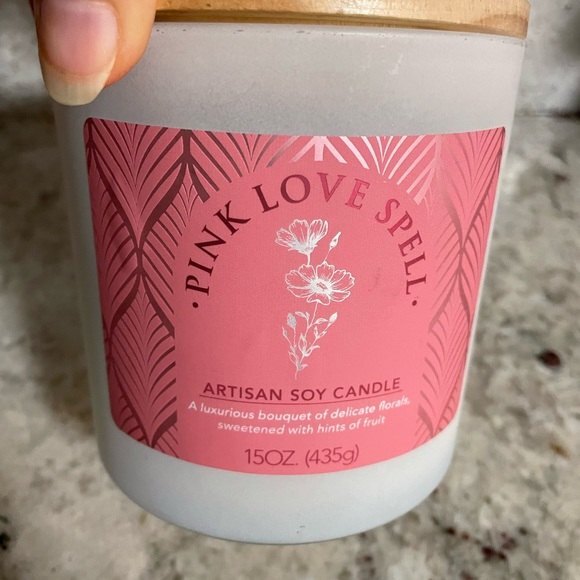 · PINK LOVE SPELL ·
ARTISAN SOY CANDLE
A luxurious bouquet of delicate florals,
sweetened with hints of fruit
15OZ. (435g)